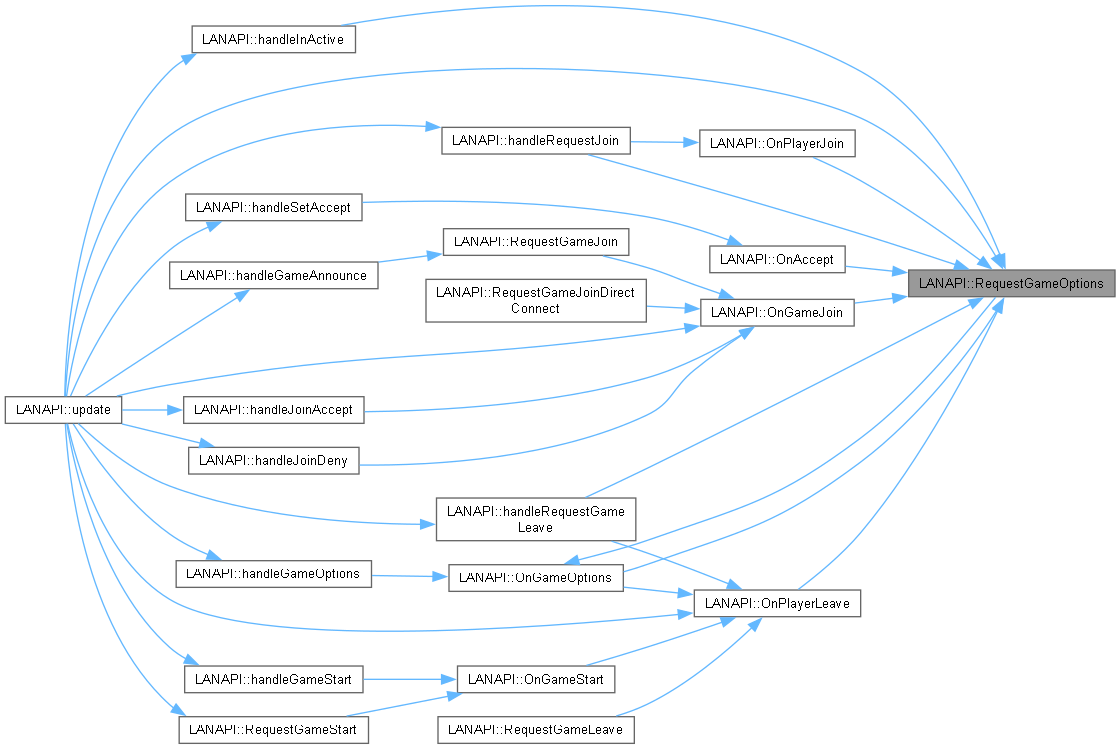 LANAPI::handleInActive
LANAPI::handleRequestJoin
LANAPI::OnPlayerJoin
LANAPI::handleSetAccept
LANAPI::RequestGameJoin
LANAPI::OnAccept
LANAPI::handleGameAnnounce
LANAPI::RequestGameOptions
LANAPI::RequestGameJoinDirect
Connect
LANAPI::OnGameJoin
LANAPI::update
LANAPI::handleJoinAccept
LANAPI::handleJoinDeny
LANAPI::handleRequestGame
Leave
LANAPI::handleGameOptions
LANAPI::OnGameOptions
LANAPI::OnPlayerLeave
LANAPI::handleGameStart
LANAPI::OnGameStart
LANAPI::RequestGameStart
LANAPI::RequestGameLeave